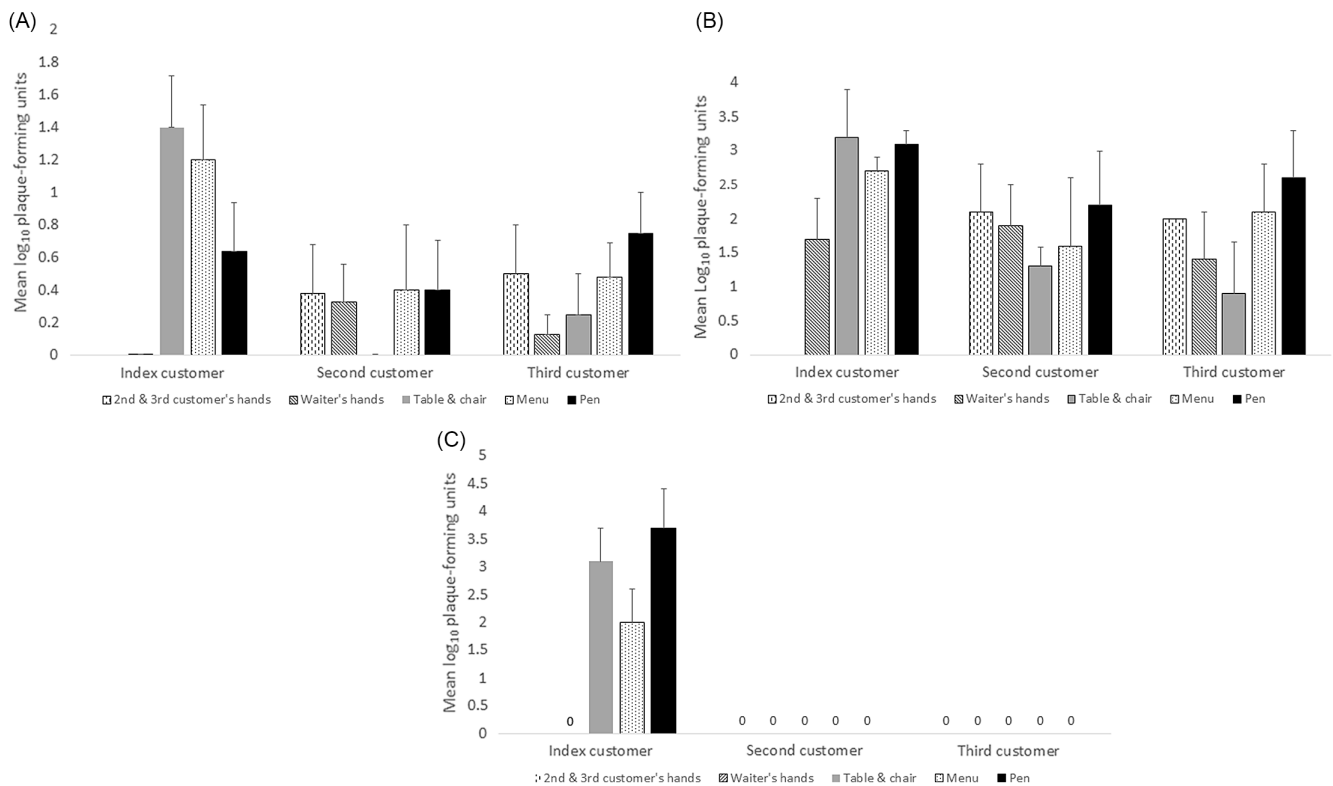 (A)
Mean log10 plaque-forming units
2
1.8
1.6
1.4
1.2
1
0.8
0.6
0.4
0.2
0
Index customer Second customer Third customer
2nd & 3rd customer's hands Waiter's hands Table & chair Menu Pen
(B)
Mean Log10 plaque-forming units
4
3.5
3
2.5
2
1.5
1
0.5
0
Index customer Second customer Third customer
2nd & 3rd customer's hands Waiter's hands Table & chair Menu Pen
(C)
Mean log10 plaque-forming units
5
4.5
4
3.5
3
2.5
2
1.5
1
0.5
0
0 0 0 0 0 0 0 0 0 0 0
Index customer Second customer Third customer
2nd & 3rd customer's hands Waiter's hands Table & chair Menu Pen